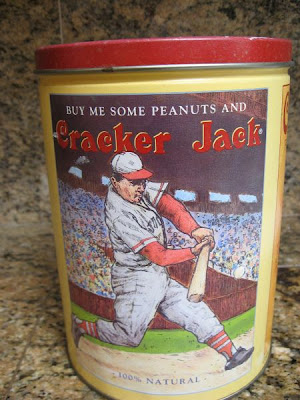 BUY ME SOME PEANUTS AND
Cracker Jack
100% NATURAL